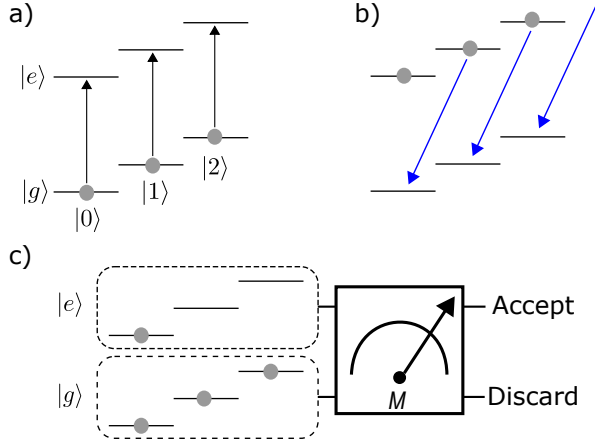 a)
b)
|e⟩
|g⟩
|0⟩
|1⟩
|2⟩
c)
|e⟩
Accept
|g⟩
Discard
M